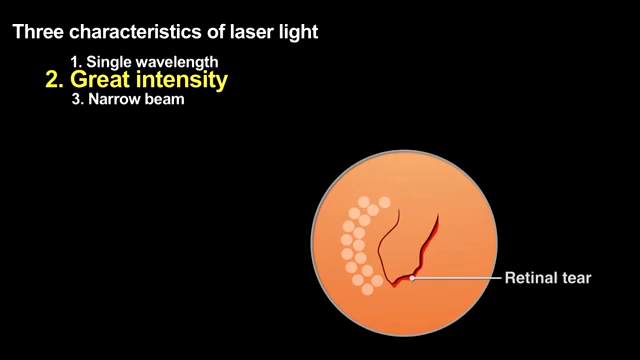 Three characteristics of laser light
1. Single wavelength
2. Great intensity
3. Narrow beam
Retinal tear